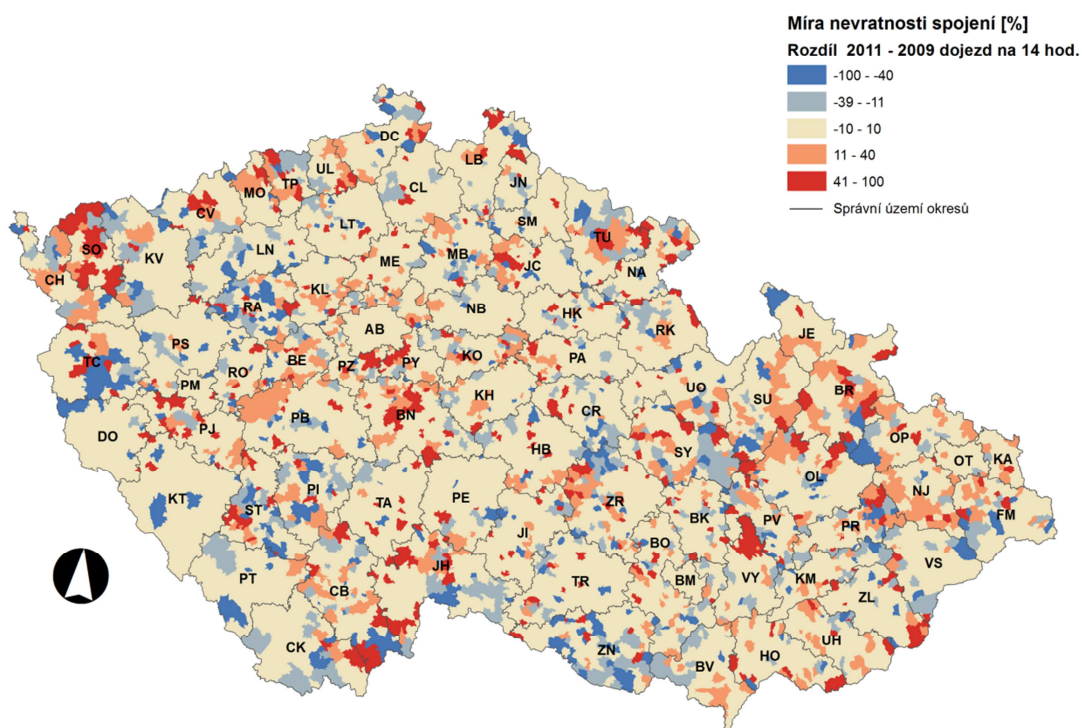 Míra nevratnosti spojení [%]
Rozdíl 2011 - 2009 dojezd na 14 hod.
-100 - -40
-39 - -11
-10 - 10
11 - 40
41 - 100
Správní území okresů
DC
LB
UL
TP
MO
CL
JN
CV
LT
SM
TU
SO
KV
LN
MB
JC
ME
NA
CH
KL
RA
NB
HK
RK
AB
JE
PS
TC
BE
PZ
PY
KO
PA
RO
PM
UO
SU
BR
KH
CR
BN
PB
DO
PJ
OP
HB
SY
OT
KA
OL
PI
KT
ST
TA
PE
ZR
NJ
BK
PV
PR
FM
JI
BO
VS
JH
PT
CB
TR
BM
VY
KM
ZL
UH
CK
ZN
HO
BV